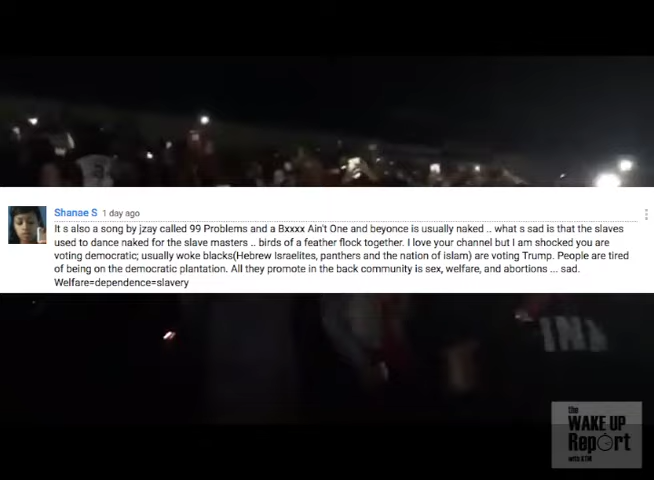 Shanae S 1 day ago
It s also a song by jzay called 99 Problems and a Bxxxx Ain't One and beyonce is usually naked .. what s sad is that the slaves
used to dance naked for the slave masters .. birds of a feather flock together. I love your channel but I am shocked you are
voting democratic; usually woke blacks(Hebrew Israelites, panthers and the nation of islam) are voting Trump. People are tired
of being on the democratic plantation. All they promote in the back community is sex, welfare, and abortions ... sad.
Welfare=dependence=slavery
the
WAKE UP
Report